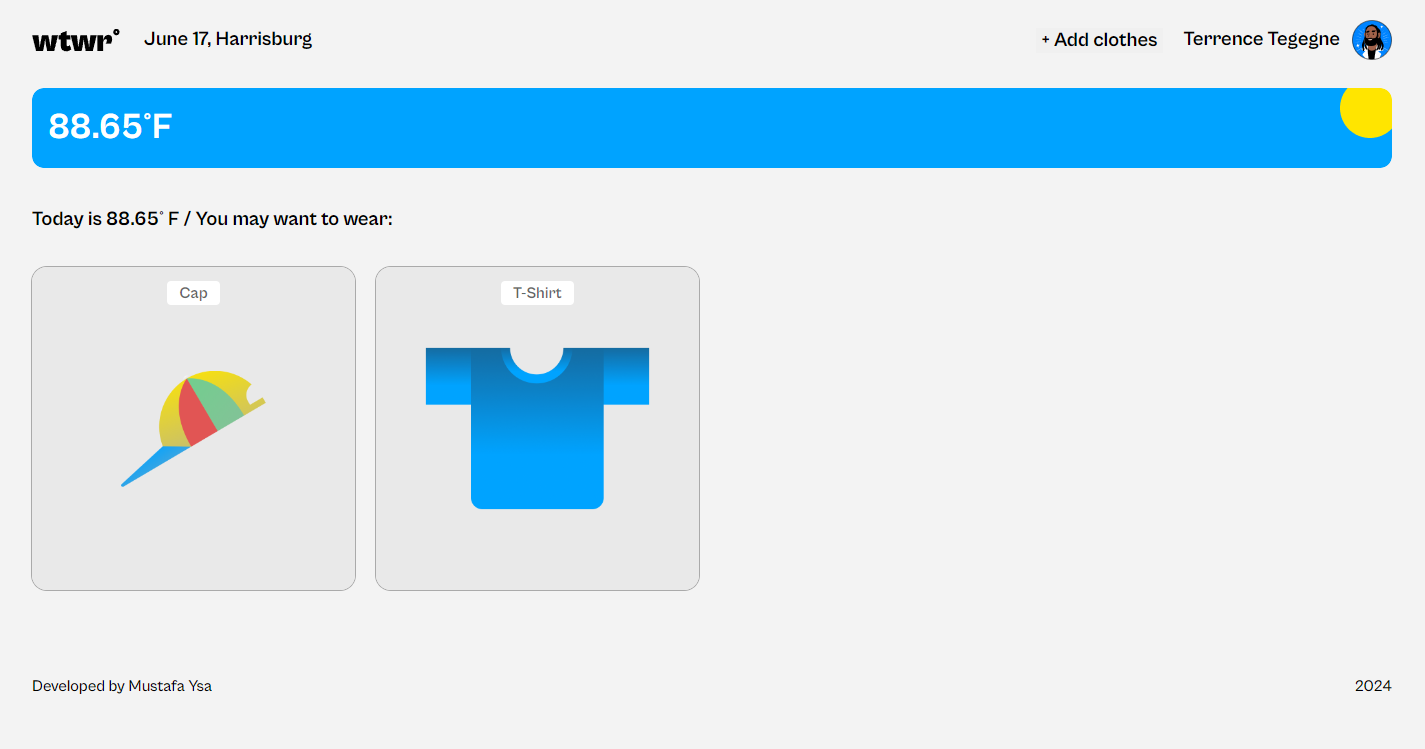 wtwr°
June 17, Harrisburg
+ Add clothes
Terrence Tegegne
88.65°F
Today is 88.65° F / You may want to wear:
Cap
T-Shirt
Developed by Mustafa Ysa
2024